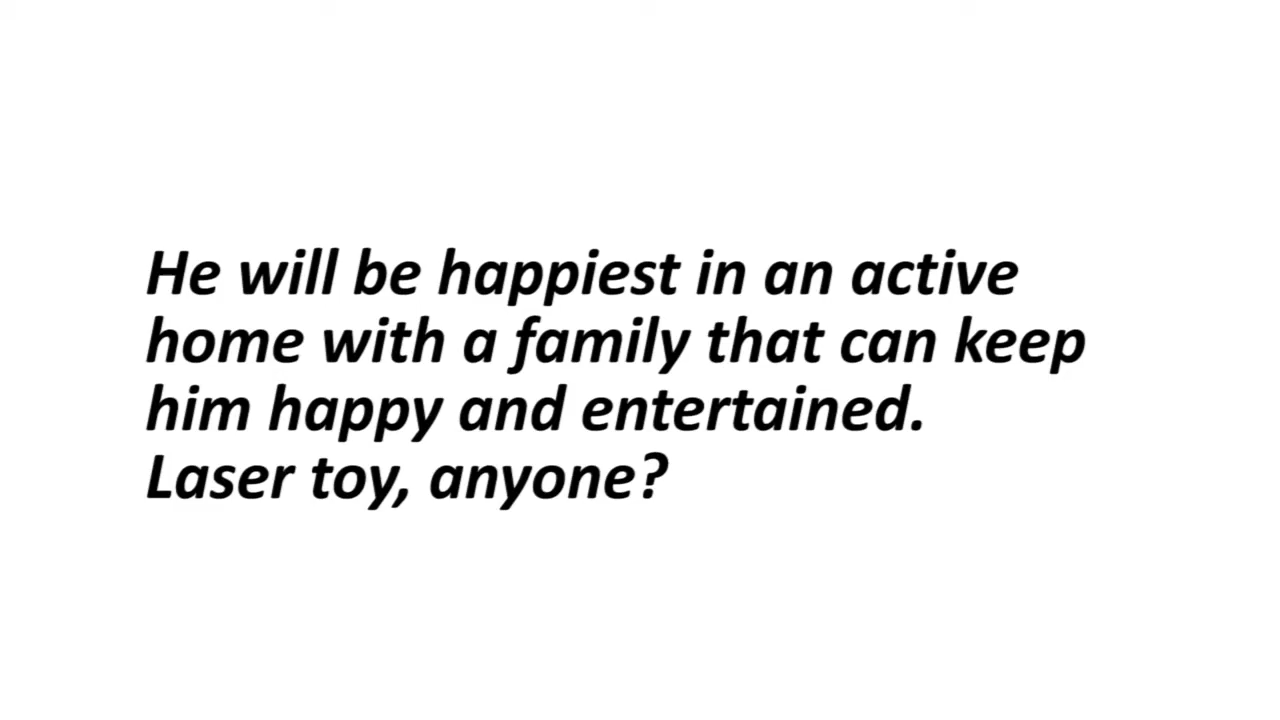 He will be happiest in an active
home with a family that can keep
him happy and entertained.
Laser toy, anyone?